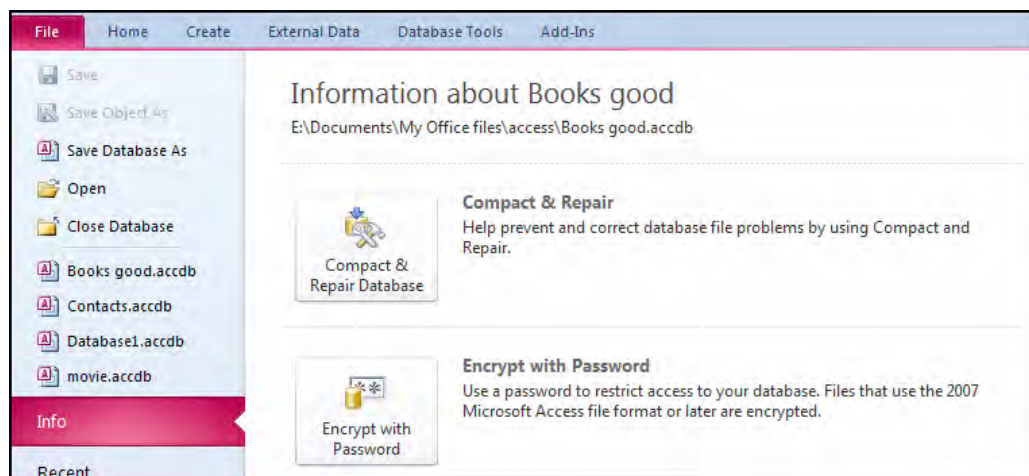 File Home Create External Data Database Tools Add-Ins
Save
Save Object As
Save Database As
Open
Close Database
Books good.accdb
Contacts.accdb
Database1.accdb
movie.accdb
Info
Recent
Information about Books good
E:\Documents\My Office files\access\Books good.accdb
Compact &
Repair Database
Compact & Repair
Help prevent and correct database file problems by using Compact and
Repair.
Encrypt with
Password
Encrypt with Password
Use a password to restrict access to your database. Files that use the 2007
Microsoft Access file format or later are encrypted.